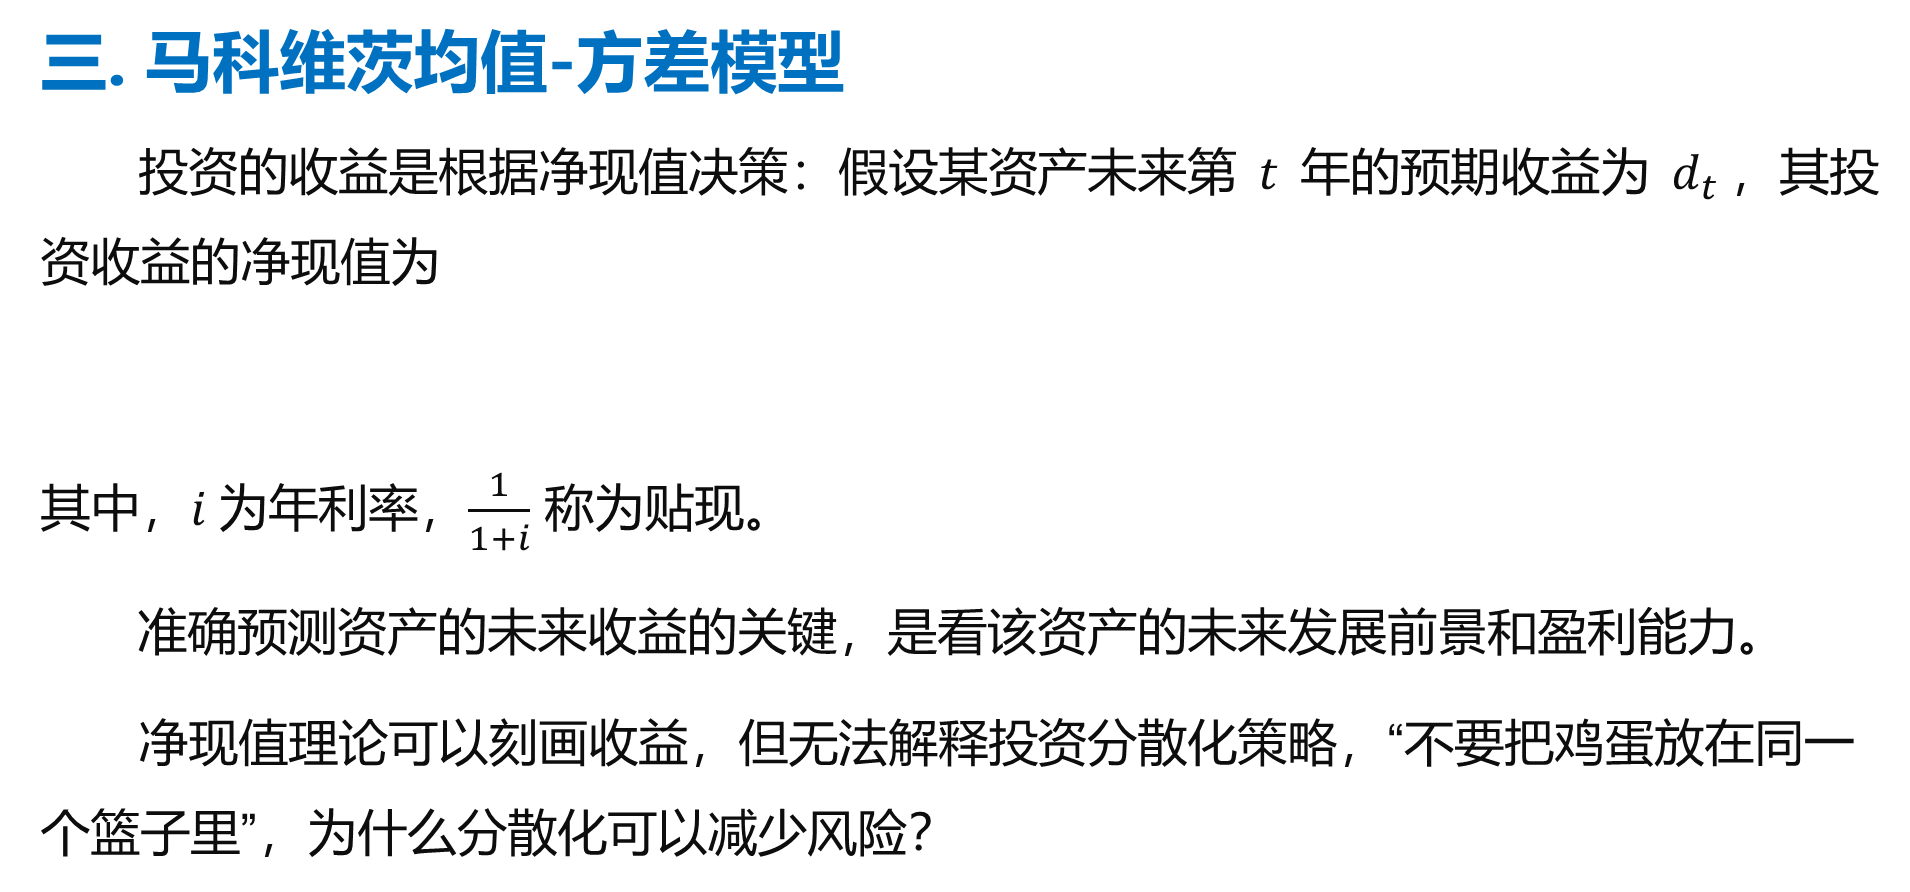 三. 马科维茨均值-方差模型
投资的收益是根据净现值决策：假设某资产未来第 t 年的预期收益为 d_t，其投
资收益的净现值为
其中，i 为年利率，\frac{1}{1+i} 称为贴现。
准确预测资产的未来收益的关键，是看该资产的未来发展前景和盈利能力。
净现值理论可以刻画收益，但无法解释投资分散化策略，“不要把鸡蛋放在同一
个篮子里”，为什么分散化可以减少风险？